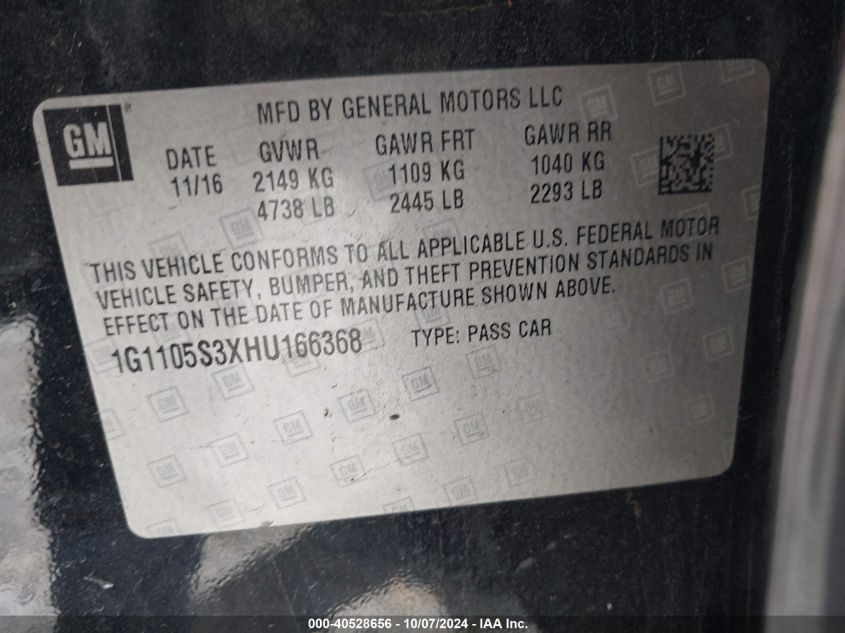 MFD BY GENERAL MOTORS LLC
GM ®
DATE GVWR GAWR FRT GAWR RR
11/16 2149 KG 1109 KG 1040 KG
4738 LB 2445 LB 2293 LB
THIS VEHICLE CONFORMS TO ALL APPLICABLE U.S. FEDERAL MOTOR
VEHICLE SAFETY, BUMPER, AND THEFT PREVENTION STANDARDS IN
EFFECT ON THE DATE OF MANUFACTURE SHOWN ABOVE.
1G1105S3XHU166368 TYPE: PASS CAR
000-40528656 - 10/07/2024 - IAA Inc.